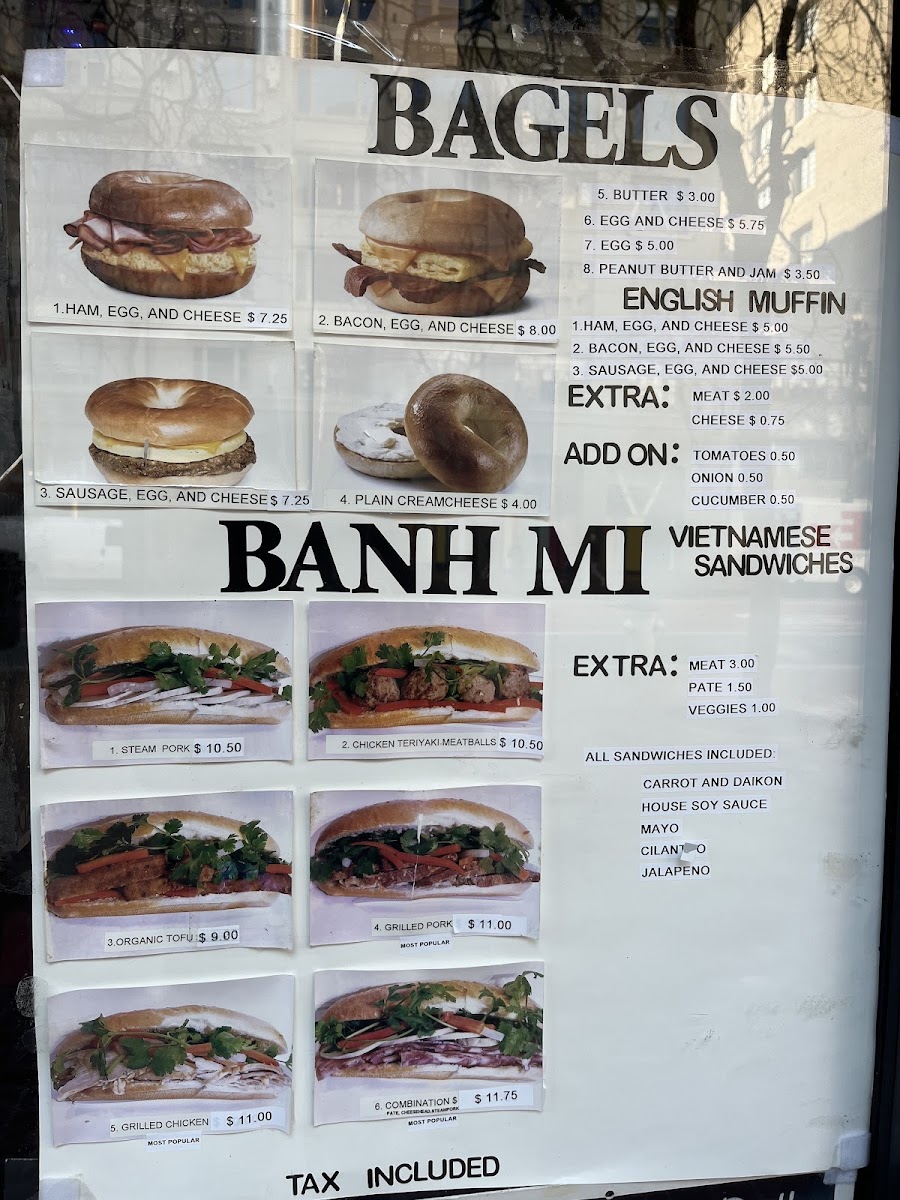 BAGELS
1.HAM, EGG, AND CHEESE $ 7.25
2. BACON, EGG, AND CHEESE $ 8.00
3. SAUSAGE, EGG, AND CHEESE $ 7.25
4. PLAIN CREAMCHEESE $ 4.00
5. BUTTER $ 3.00
6. EGG AND CHEESE $ 5.75
7. EGG $ 5.00
8. PEANUT BUTTER AND JAM $ 3.50
ENGLISH MUFFIN
1.HAM, EGG, AND CHEESE $ 5.00
2. BACON, EGG, AND CHEESE $ 5.50
3. SAUSAGE, EGG, AND CHEESE $5.00
EXTRA: MEAT $ 2.00
CHEESE $ 0.75
ADD ON: TOMATOES 0.50
ONION 0.50
CUCUMBER 0.50
BANH MI
VIETNAMESE
SANDWICHES
1. STEAM PORK $ 10.50
2. CHICKEN TERIYAKI MEATBALLS $ 10.50
3.ORGANIC TOFU $ 9.00
4. GRILLED PORK $ 11.00
MOST POPULAR
5. GRILLED CHICKEN $ $ 11.00
MOST POPULAR
6. COMBINATION $ $ 11.75
PATE, CHEESEHEAD, STEAMPORK
MOST POPULAR
EXTRA: MEAT 3.00
PATE 1.50
VEGGIES 1.00
ALL SANDWICHES INCLUDED:
CARROT AND DAIKON
HOUSE SOY SAUCE
MAYO
CILANTRO
JALAPENO
TAX INCLUDED